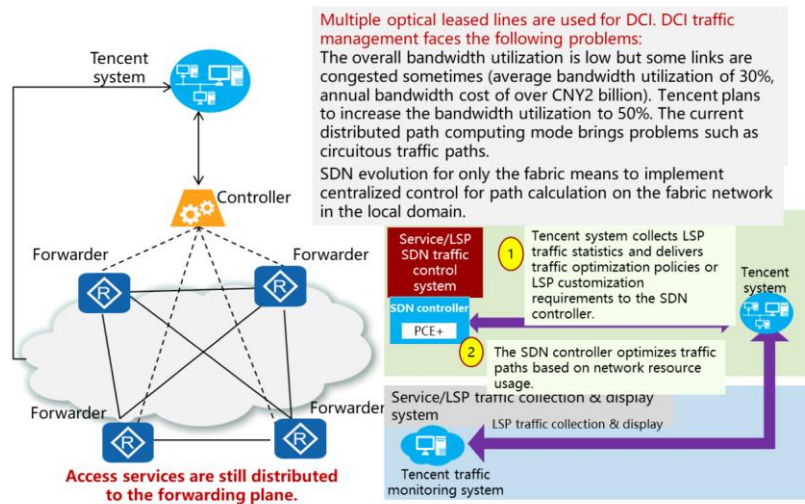 Tencent
system
Controller
Forwarder
Forwarder
R
R
Forwarder
Forwarder
R
R
Access services are still distributed
to the forwarding plane.
Multiple optical leased lines are used for DCI. DCI traffic
management faces the following problems:
The overall bandwidth utilization is low but some links are
congested sometimes (average bandwidth utilization of 30%,
annual bandwidth cost of over CNY2 billion). Tencent plans
to increase the bandwidth utilization to 50%. The current
distributed path computing mode brings problems such as
circuitous traffic paths.
SDN evolution for only the fabric means to implement
centralized control for path calculation on the fabric network
in the local domain.
Service/LSP
SDN traffic
control
system
SDN controller
PCE+
1
Tencent system collects LSP
traffic statistics and delivers
traffic optimization policies or
LSP customization
requirements to the SDN
controller.
Tencent
system
2
The SDN controller optimizes traffic
paths based on network resource
usage.
Service/LSP traffic collection & display
system
LSP traffic collection & display
Tencent traffic
monitoring system